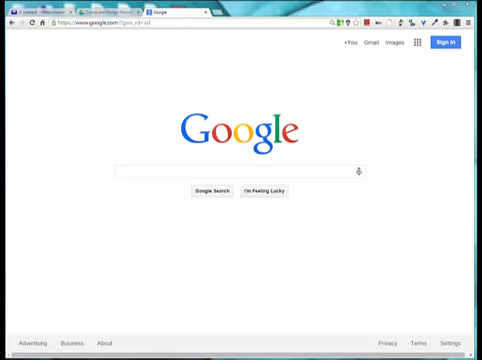 Google
https://www.google.com/?gws_rd=ssl
+You Gmail Images Sign in
Google
Google Search I'm Feeling Lucky
Advertising Business About Privacy Terms Settings